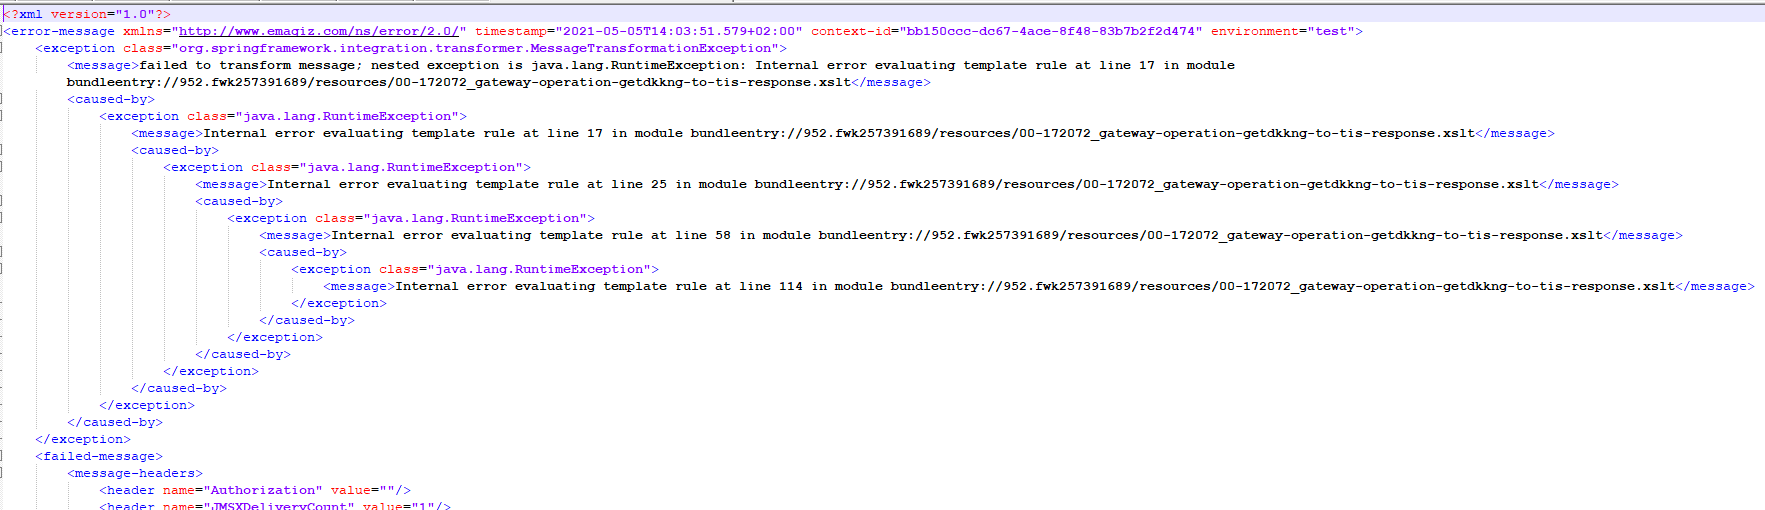 <?xml version="1.0"?>
<error-message xmlns="http://www.emagiz.com/ns/error/2.0/" timestamp="2021-05-05T14:03:51.579+02:00" context-id="bb150ccc-dc67-4ace-8f48-83b7b2f2d474" environment="test">
<exception class="org.springframework.integration.transformer.MessageTransformationException">
<message>failed to transform message; nested exception is java.lang.RuntimeException: Internal error evaluating template rule at line 17 in module
bundleentry://952.fwk257391689/resources/00-172072_gateway-operation-getdkkng-to-tis-response.xslt</message>
<caused-by>
<exception class="java.lang.RuntimeException">
<message>Internal error evaluating template rule at line 17 in module bundleentry://952.fwk257391689/resources/00-172072_gateway-operation-getdkkng-to-tis-response.xslt</message>
<caused-by>
<exception class="java.lang.RuntimeException">
<message>Internal error evaluating template rule at line 25 in module bundleentry://952.fwk257391689/resources/00-172072_gateway-operation-getdkkng-to-tis-response.xslt</message>
<caused-by>
<exception class="java.lang.RuntimeException">
<message>Internal error evaluating template rule at line 58 in module bundleentry://952.fwk257391689/resources/00-172072_gateway-operation-getdkkng-to-tis-response.xslt</message>
<caused-by>
<exception class="java.lang.RuntimeException">
<message>Internal error evaluating template rule at line 114 in module bundleentry://952.fwk257391689/resources/00-172072_gateway-operation-getdkkng-to-tis-response.xslt</message>
</exception>
</caused-by>
</exception>
</caused-by>
</exception>
</caused-by>
</exception>
</caused-by>
</exception>
<failed-message>
<message-headers>
<header name="Authorization" value=""/>
<header name="JMSXDeliveryCount" value="1"/>